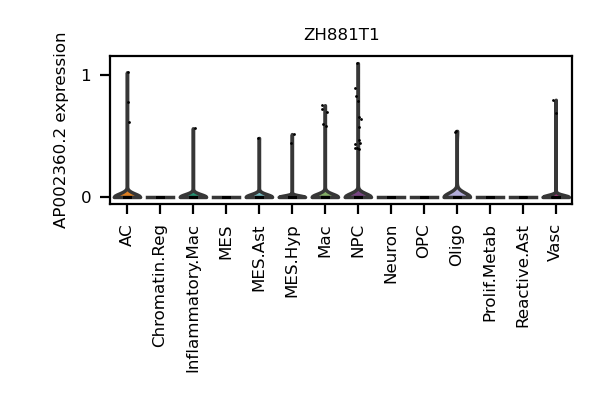 ZH881T1
AP002360.2 expression
1
0
AC
Chromatin.Reg
Inflammatory.Mac
MES
MES.Ast
MES.Hyp
Mac
NPC
Neuron
OPC
Oligo
Prolif.Metab
Reactive.Ast
Vasc